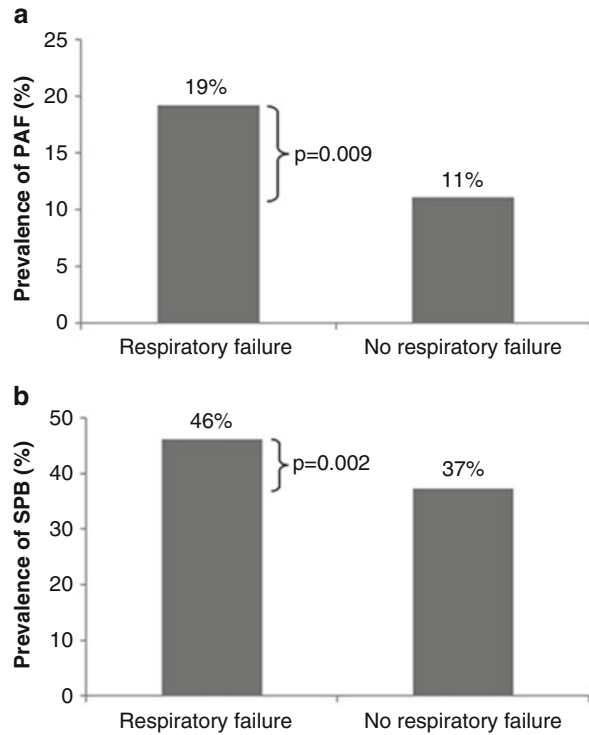 a
Prevalence of PAF (%)
25
20
15
10
5
0
19%
p=0.009
11%
Respiratory failure
No respiratory failure
b
Prevalence of SPB (%)
50
40
30
20
10
0
46%
p=0.002
37%
Respiratory failure
No respiratory failure